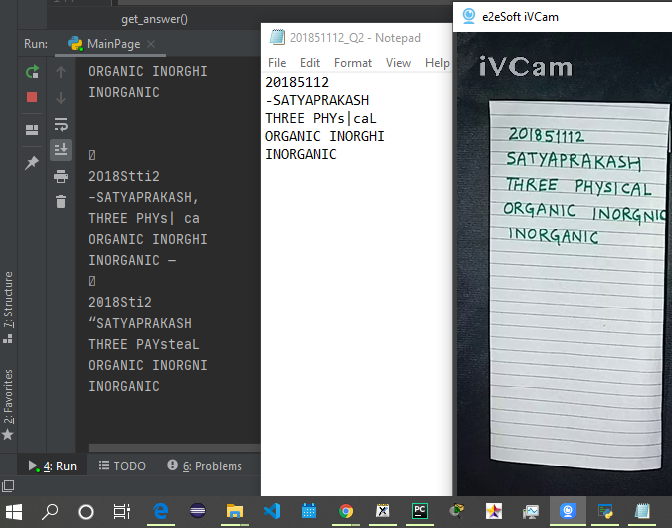 get_answer()
Run: MainPage
ORGANIC INORGHI
INORGANIC
2018Stti2
-SATYAPRAKASH,
THREE PHYs| ca
ORGANIC INORGHI
INORGANIC —
2018Sti2
“SATYAPRAKASH
THREE PAYsteaL
ORGANIC INORGNI
INORGANIC
7: Structure
2: Favorites
4: Run TODO 6: Problems
201851112_Q2 - Notepad
File Edit Format View Help
20185112
-SATYAPRAKASH
THREE PHYs|caL
ORGANIC INORGHI
INORGANIC
e2eSoft iVCam
iVCam
201851112
SATYAPRAKASH
THREE PHYSICAL
ORGANIC INORGNIC
INORGANIC
PC